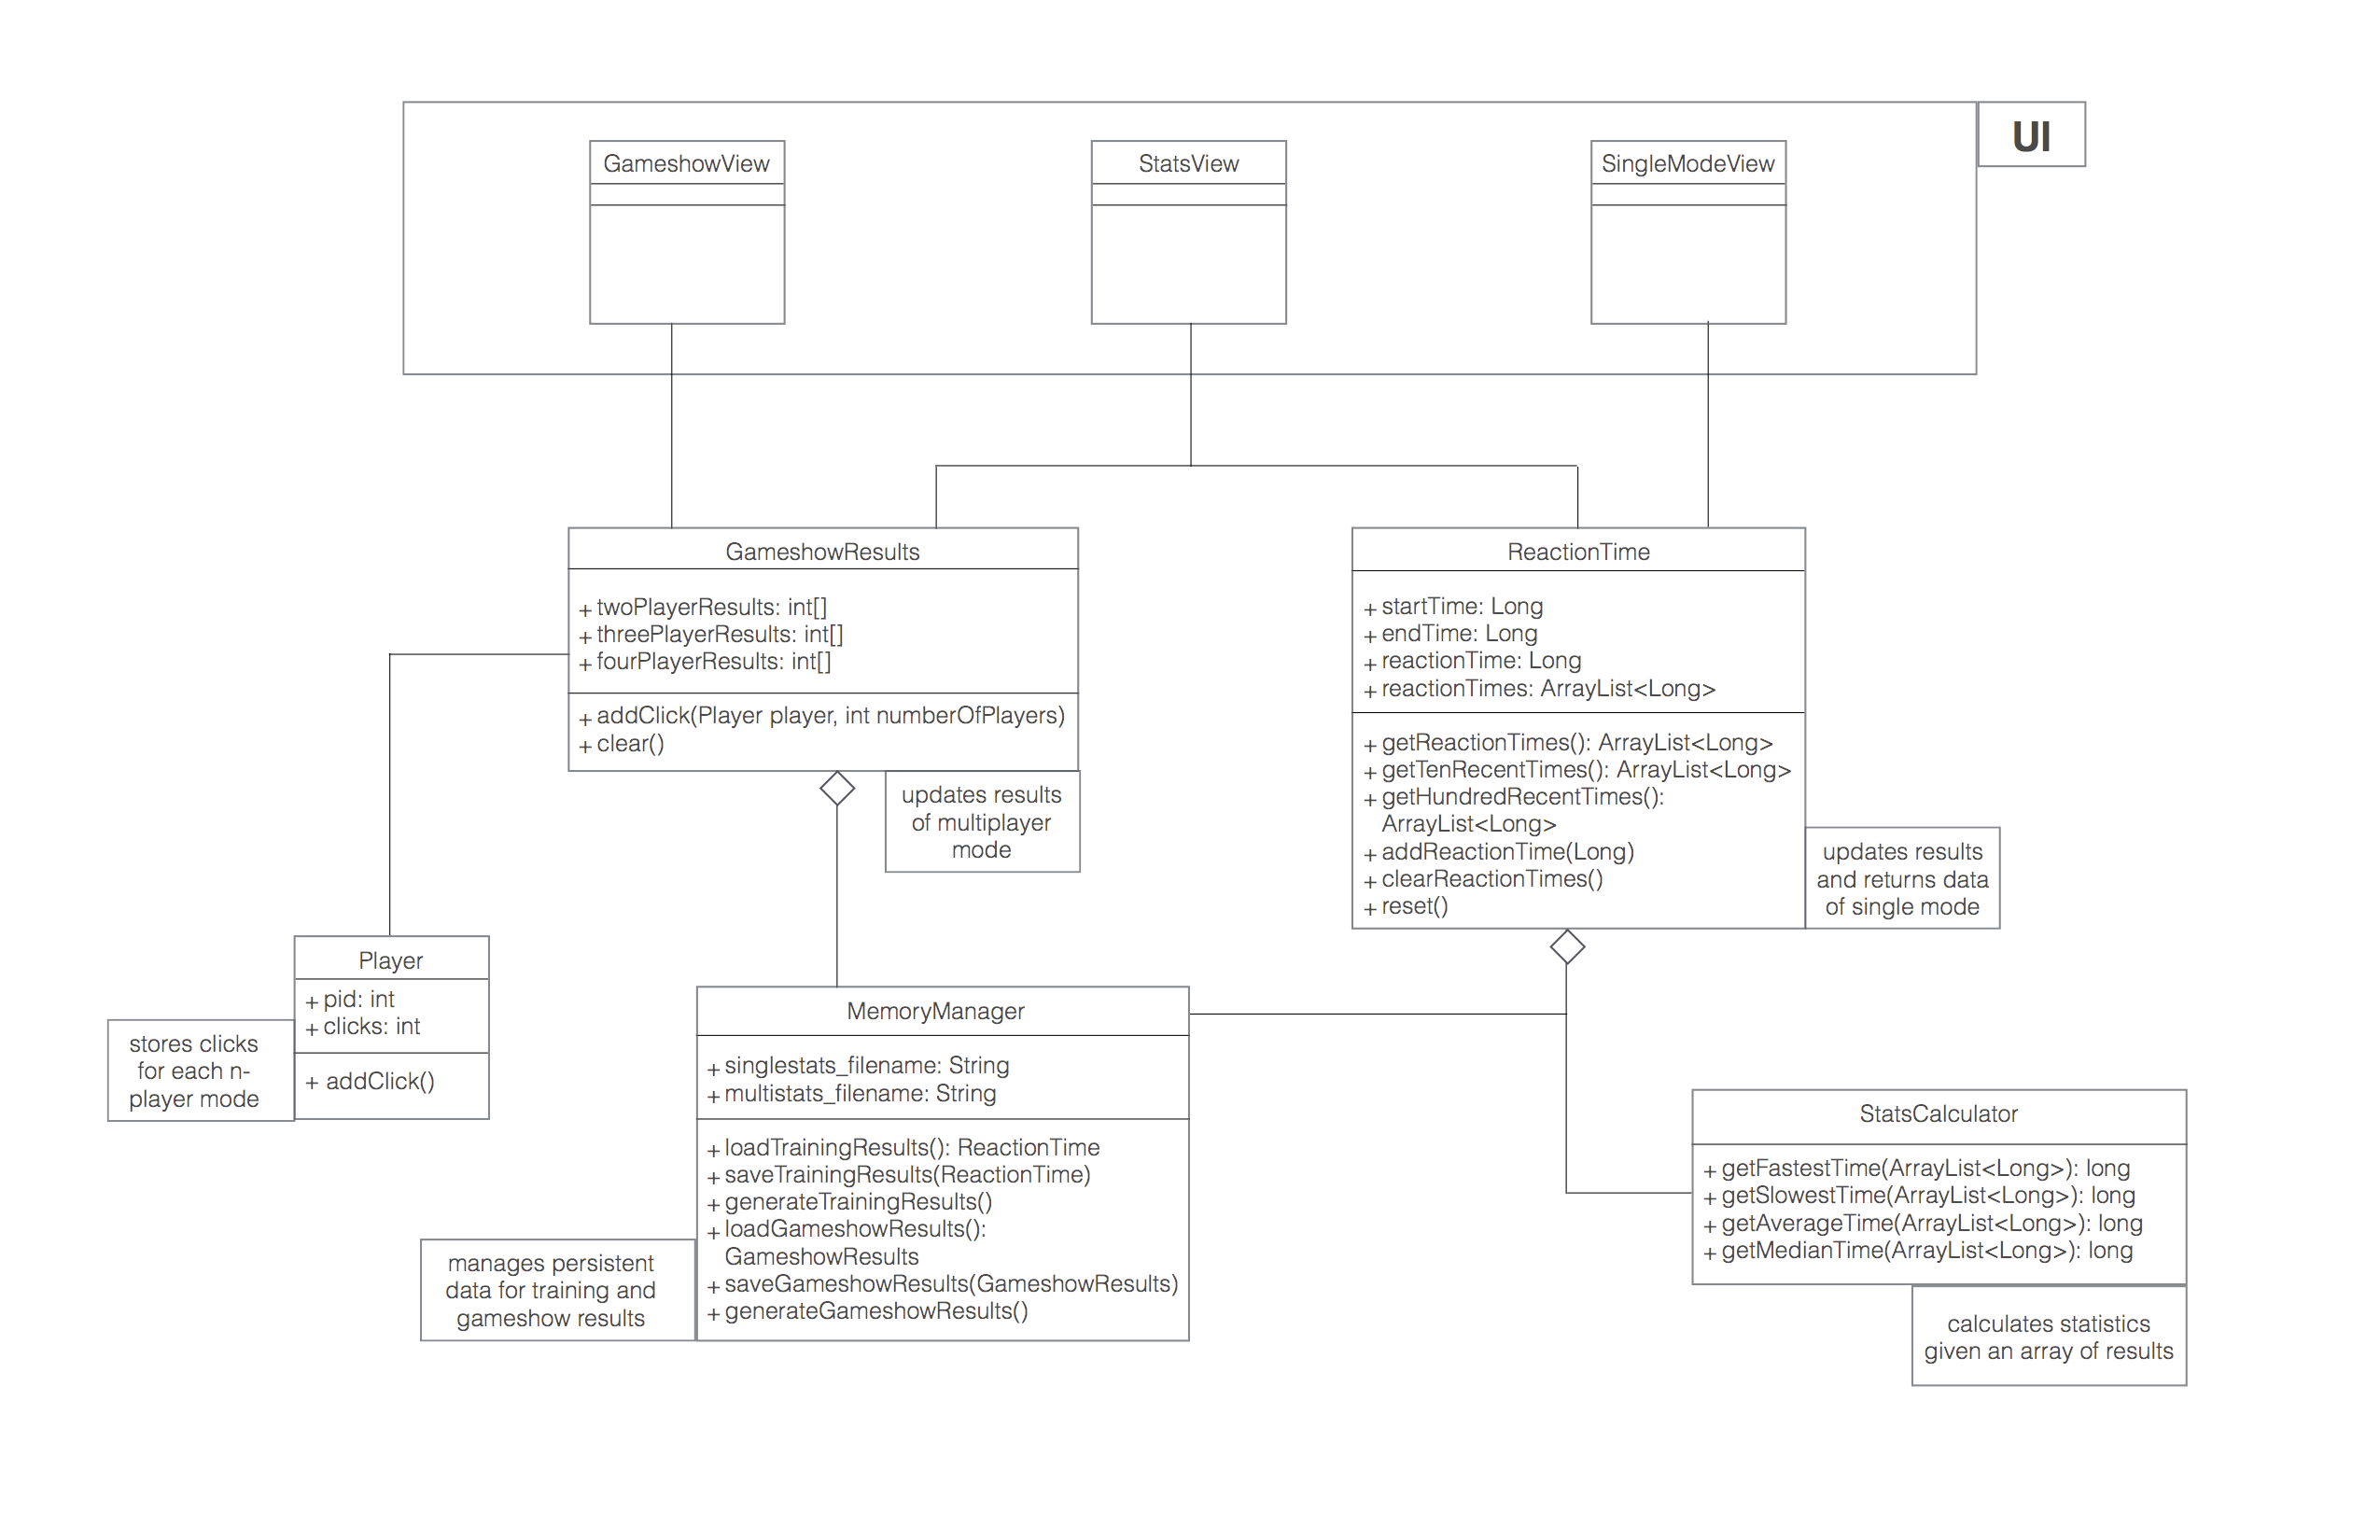 UI
GameshowView
StatsView
SingleModeView
GameshowResults
+ twoPlayerResults: int[]
+ threePlayerResults: int[]
+ fourPlayerResults: int[]
+ addClick(Player player, int numberOfPlayers)
+ clear()
updates results
of multiplayer
mode
ReactionTime
+ startTime: Long
+ endTime: Long
+ reactionTime: Long
+ reactionTimes: ArrayList<Long>
+ getReactionTimes(): ArrayList<Long>
+ getTenRecentTimes(): ArrayList<Long>
+ getHundredRecentTimes():
ArrayList<Long>
+ addReactionTime(Long)
+ clearReactionTimes()
+ reset()
updates results
and returns data
of single mode
Player
+ pid: int
+ clicks: int
+ addClick()
stores clicks
for each n-
player mode
MemoryManager
+ singlestats_filename: String
+ multistats_filename: String
+ loadTrainingResults(): ReactionTime
+ saveTrainingResults(ReactionTime)
+ generateTrainingResults()
+ loadGameshowResults():
GameshowResults
+ saveGameshowResults(GameshowResults)
+ generateGameshowResults()
manages persistent
data for training and
gameshow results
StatsCalculator
+ getFastestTime(ArrayList<Long>): long
+ getSlowestTime(ArrayList<Long>): long
+ getAverageTime(ArrayList<Long>): long
+ getMedianTime(ArrayList<Long>): long
calculates statistics
given an array of results